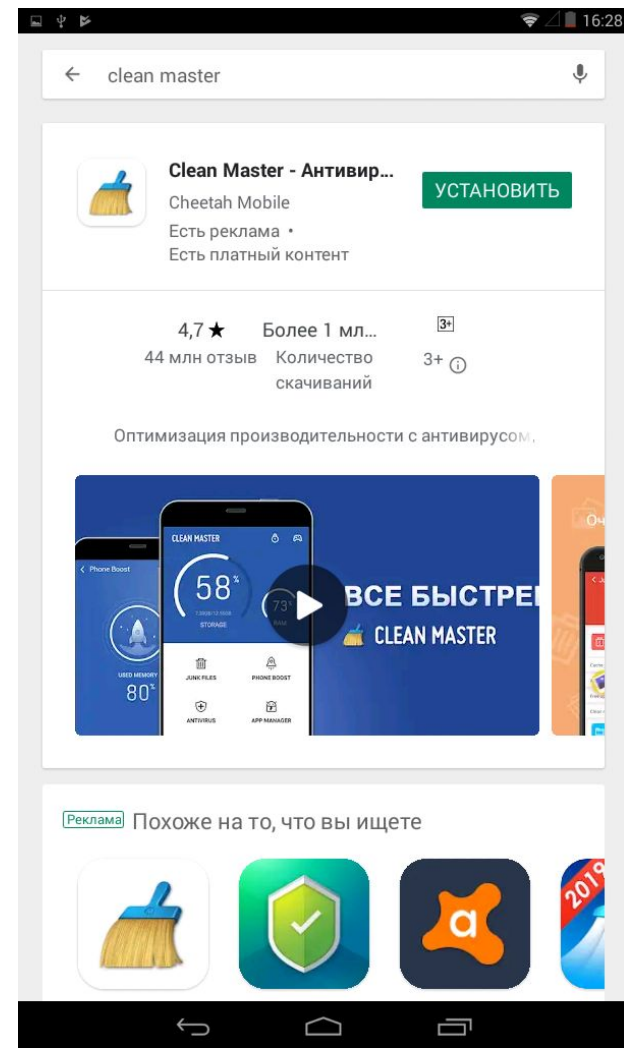 16:28
clean master
Clean Master - Антивир...
Cheetah Mobile
УСТАНОВИТЬ
Есть реклама •
Есть платный контент
4,7 ★
44 млн отзыв
Более 1 мл...
Количество
скачиваний
3+
3+
Оптимизация производительности с антивирусом,
Phone Boost
USED MEMORY
80%
CLEAN MASTER
58%
STORAGE
73%
RAM
JUNK FILES
PHONE BOOST
ANTIVIRUS
APP MANAGER
ВСЕ БЫСТРЕ
CLEAN MASTER
Оч
Реклама
Похоже на то, что вы ищете
a
2019